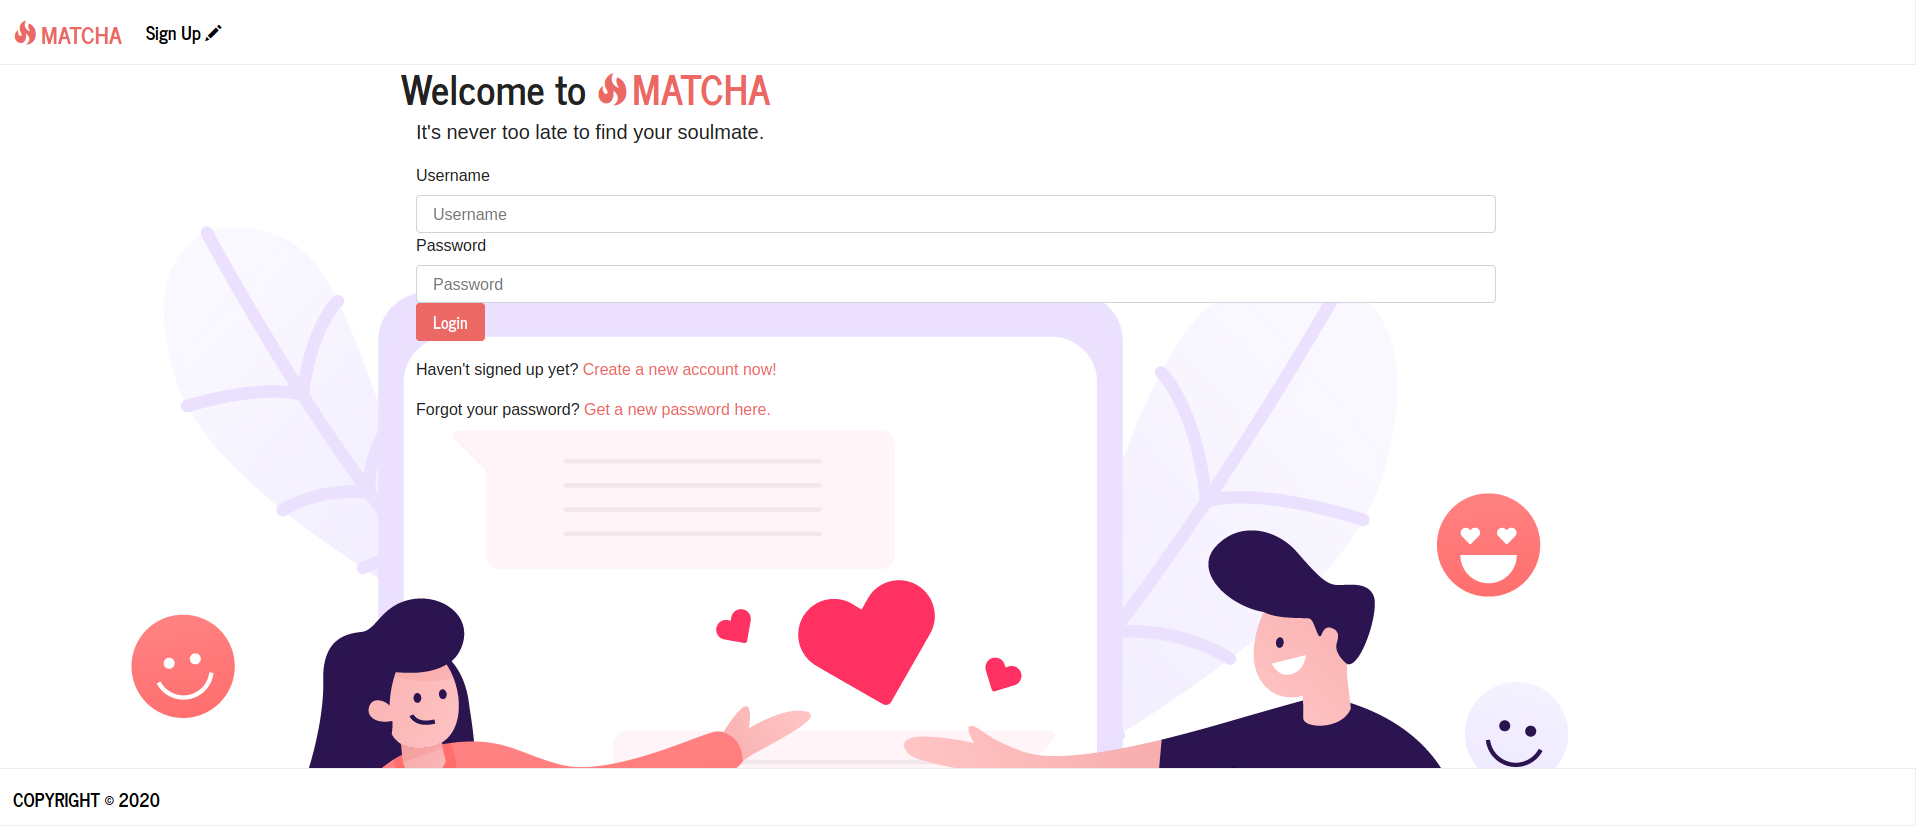 MATCHA Sign Up
Welcome to MATCHA
It's never too late to find your soulmate.
Username
Username
Password
Password
Login
Haven't signed up yet? Create a new account now!
Forgot your password? Get a new password here.
COPYRIGHT © 2020